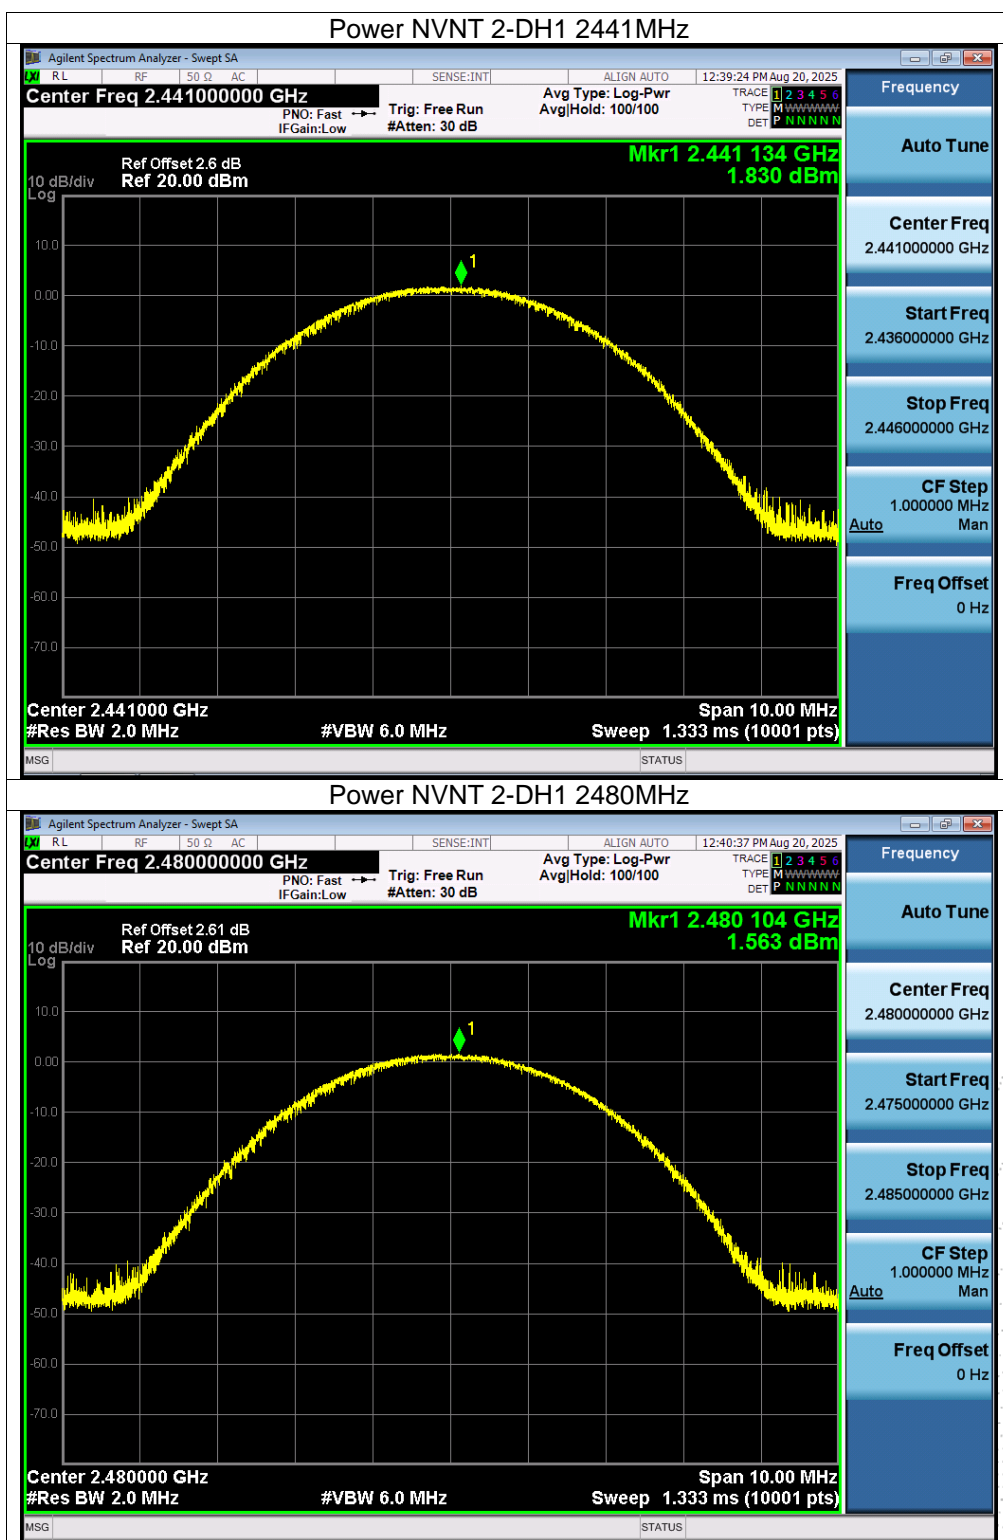 Power NVNT 2-DH1 2441MHz
Agilent Spectrum Analyzer - Swept SA
LXI RL RF 50 Ω AC SENSE:INT ALIGN AUTO 12:39:24 PM Aug 20, 2025
Center Freq 2.441000000 GHz
PNO: Fast
IFGain:Low
Trig: Free Run
#Atten: 30 dB
Avg Type: Log-Pwr
Avg|Hold: 100/100
TRACE 1 2 3 4 5 6
TYPE M WWWWW
DET P N N N N N
Frequency
Auto Tune
Center Freq
2.441000000 GHz
Start Freq
2.436000000 GHz
Stop Freq
2.446000000 GHz
CF Step
1.000000 MHz
Auto Man
Freq Offset
0 Hz
Mkr1 2.441 134 GHz
1.830 dBm
Ref Offset 2.6 dB
10 dB/div Ref 20.00 dBm
Log
1
10.0
0.00
-10.0
-20.0
-30.0
-40.0
-50.0
-60.0
-70.0
Center 2.441000 GHz Span 10.00 MHz
#Res BW 2.0 MHz #VBW 6.0 MHz Sweep 1.333 ms (10001 pts)
MSG STATUS
Power NVNT 2-DH1 2480MHz
Agilent Spectrum Analyzer - Swept SA
LXI RL RF 50 Ω AC SENSE:INT ALIGN AUTO 12:40:37 PM Aug 20, 2025
Center Freq 2.480000000 GHz
PNO: Fast
IFGain:Low
Trig: Free Run
#Atten: 30 dB
Avg Type: Log-Pwr
Avg|Hold: 100/100
TRACE 1 2 3 4 5 6
TYPE M WWWWW
DET P N N N N N
Frequency
Auto Tune
Center Freq
2.480000000 GHz
Start Freq
2.475000000 GHz
Stop Freq
2.485000000 GHz
CF Step
1.000000 MHz
Auto Man
Freq Offset
0 Hz
Mkr1 2.480 104 GHz
1.563 dBm
Ref Offset 2.61 dB
10 dB/div Ref 20.00 dBm
Log
1
10.0
0.00
-10.0
-20.0
-30.0
-40.0
-50.0
-60.0
-70.0
Center 2.480000 GHz Span 10.00 MHz
#Res BW 2.0 MHz #VBW 6.0 MHz Sweep 1.333 ms (10001 pts)
MSG STATUS